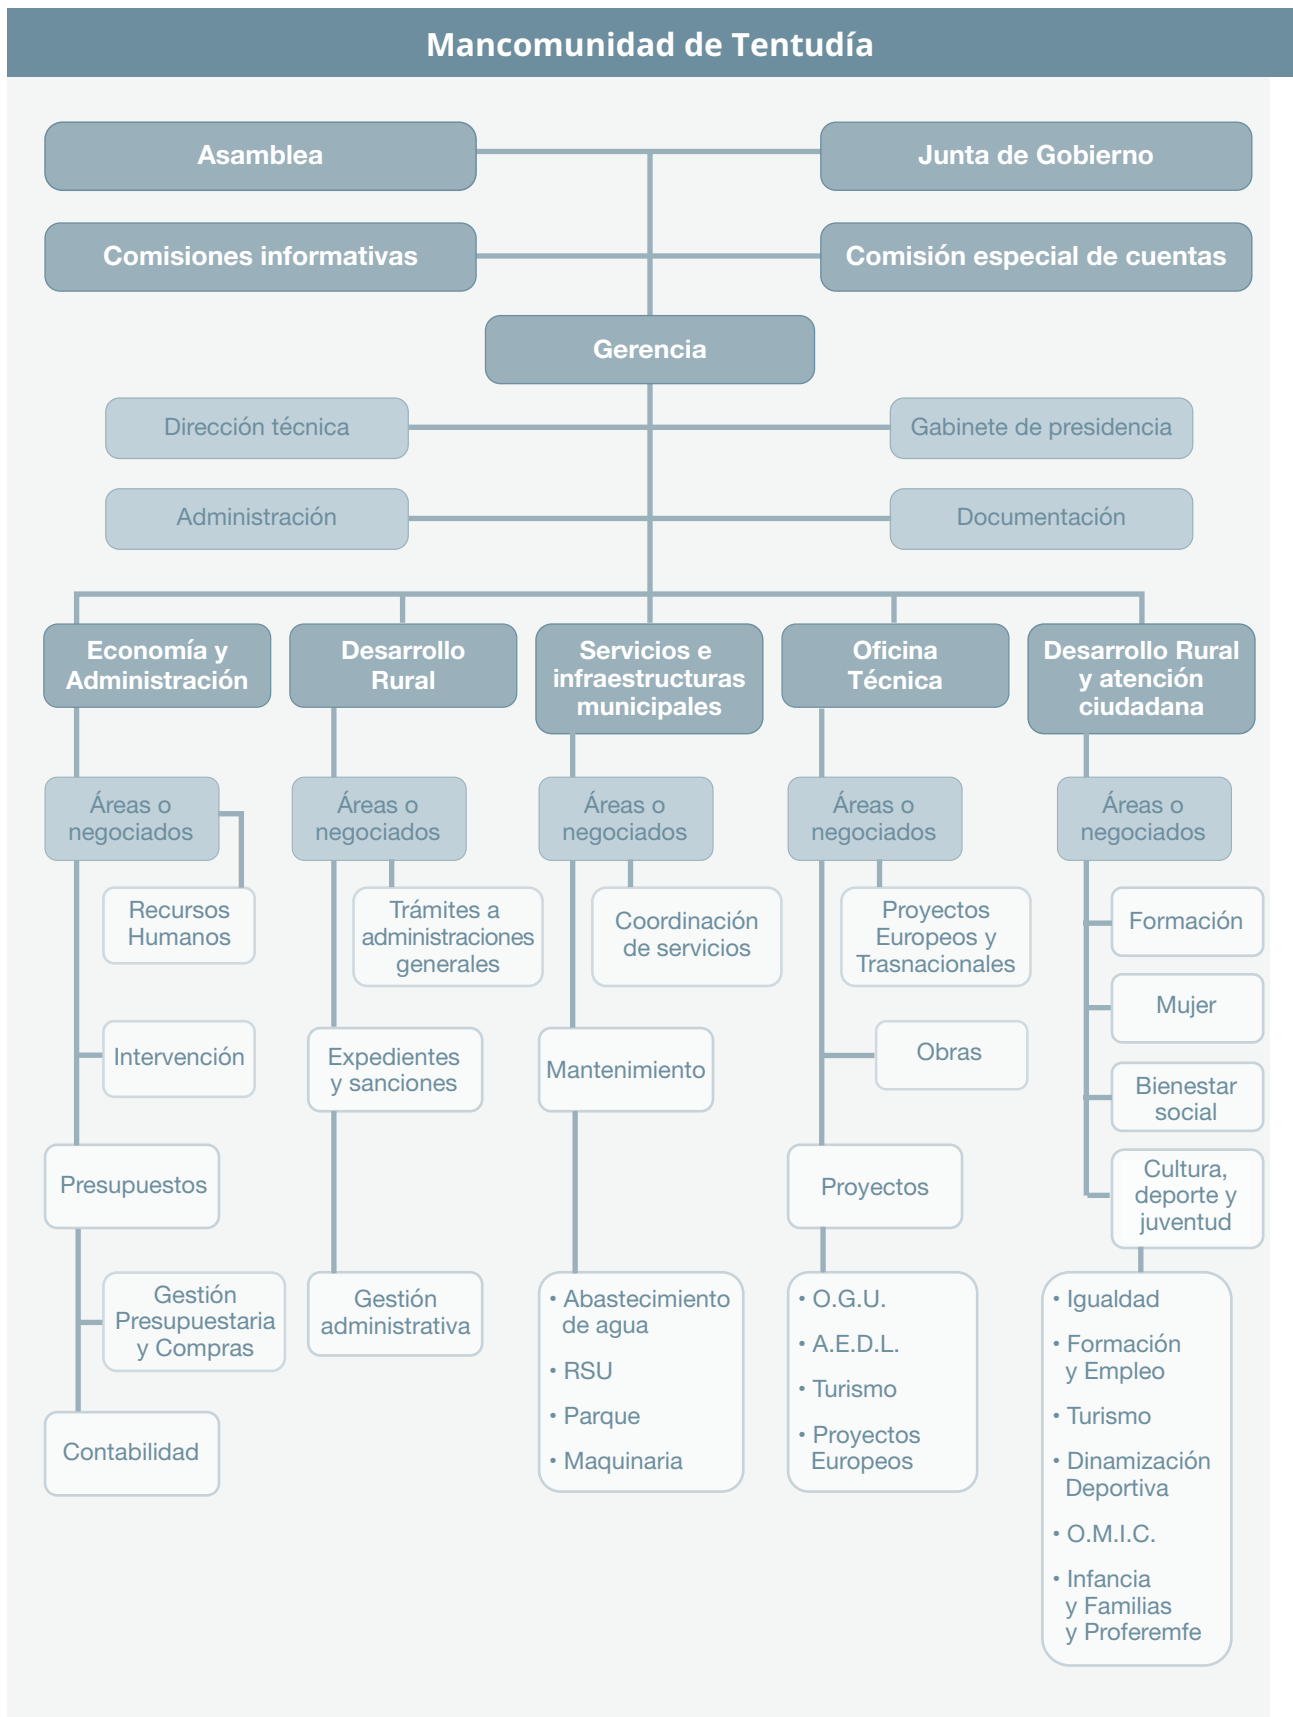 Mancomunidad de Tentudía
Asamblea
Junta de Gobierno
Comisiones informativas
Comisión especial de cuentas
Gerencia
Dirección técnica
Gabinete de presidencia
Administración
Documentación
Economía y
Administración
Desarrollo
Rural
Servicios e
infraestructuras
municipales
Oficina
Técnica
Desarrollo Rural
y atención
ciudadana
Áreas o
negociados
Áreas o
negociados
Áreas o
negociados
Áreas o
negociados
Áreas o
negociados
Recursos
Humanos
Intervención
Presupuestos
Gestión
Presupuestaria
y Compras
Contabilidad
Trámites a
administraciones
generales
Expedientes
y sanciones
Gestión
administrativa
Coordinación
de servicios
Mantenimiento
• Abastecimiento
de agua
• RSU
• Parque
• Maquinaria
Proyectos
Europeos y
Trasnacionales
Obras
Proyectos
• O.G.U.
• A.E.D.L.
• Turismo
• Proyectos
Europeos
Formación
Mujer
Bienestar
social
Cultura,
deporte y
juventud
• Igualdad
• Formación
y Empleo
• Turismo
• Dinamización
Deportiva
• O.M.I.C.
• Infancia
y Familias
y Proferemfe